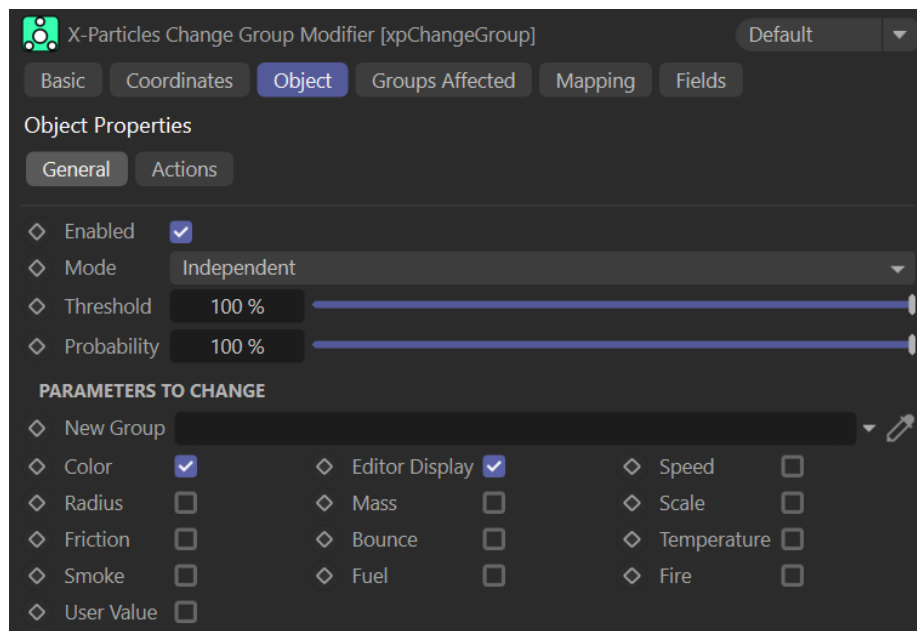 X-Particles Change Group Modifier [xpChangeGroup] Default
Basic Coordinates Object Groups Affected Mapping Fields
Object Properties
General Actions
Enabled
Mode Independent
Threshold 100 %
Probability 100 %
PARAMETERS TO CHANGE
New Group
Color Editor Display Speed
Radius Mass Scale
Friction Bounce Temperature
Smoke Fuel Fire
User Value